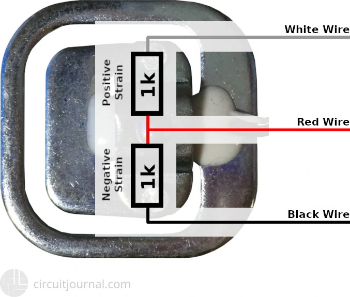 White Wire
Positive
Strain
1k
Red Wire
Negative
Strain
1k
Black Wire
circuitjournal.com